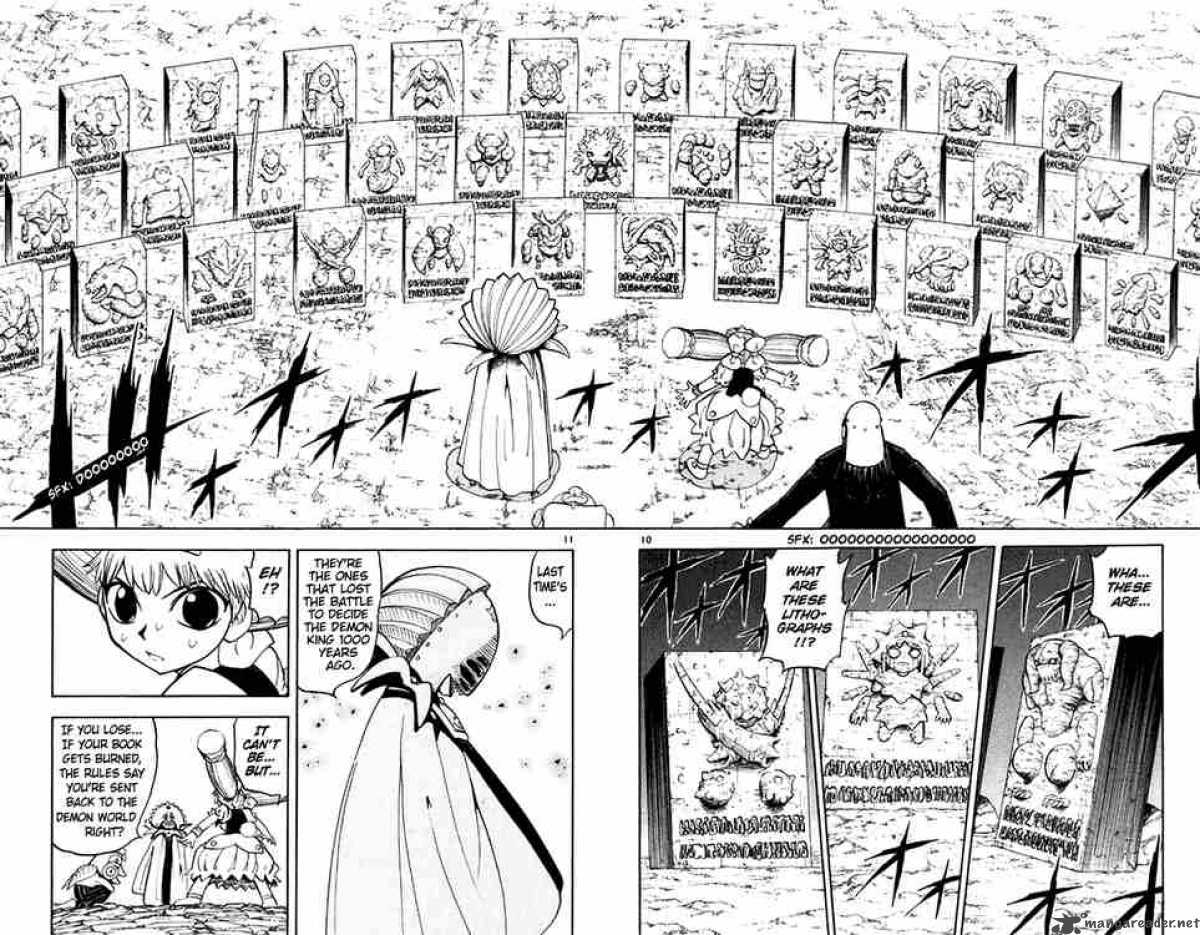 SFX: DOOOOOOOO
SFX: OOOOOOOOOOOOOOOOOOO
10
WHA...
THESE
ARE...
WHAT
ARE
THESE
LITHO-
GRAPHS
!!?
11
LAST
TIME'S
...
THEY'RE
THE ONES
THAT LOST
THE BATTLE
TO DECIDE
THE DEMON
KING 1000
YEARS
AGO.
EH
!?
IT
CAN'T
BE...
BUT...
IF YOU LOSE...
IF YOUR BOOK
GETS BURNED,
THE RULES SAY
YOU'RE SENT
BACK TO THE
DEMON WORLD
RIGHT?
mangareader.net